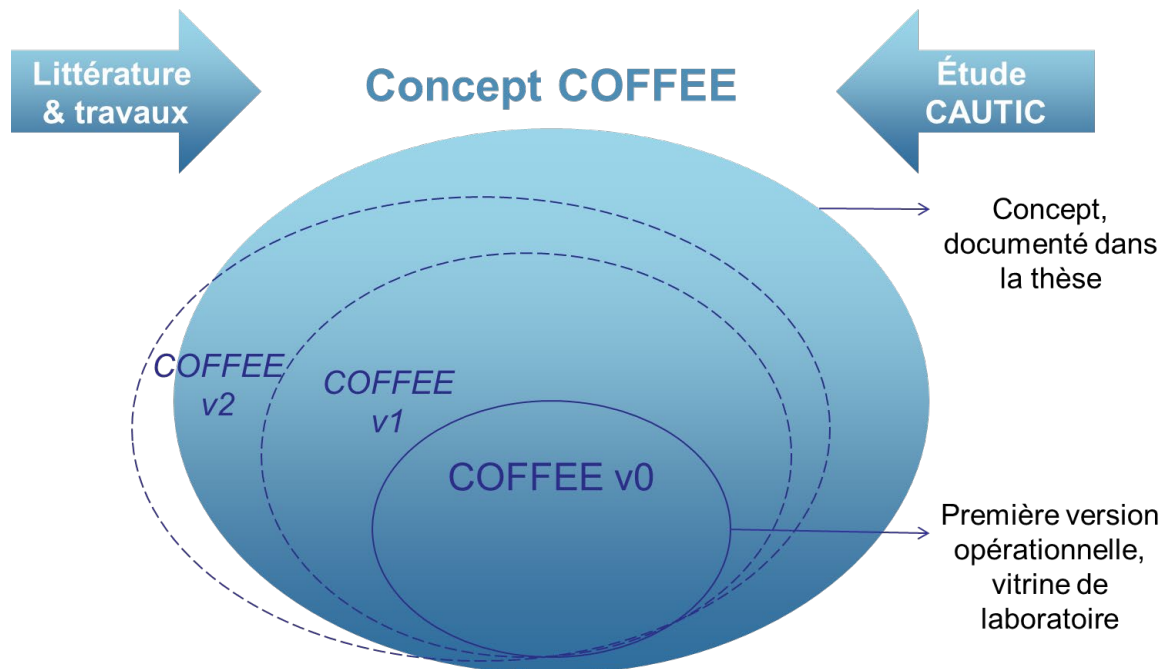 Littérature
& travaux
Concept COFFEE
Étude
CAUTIC
Concept,
documenté dans
la thèse
COFFEE
v2
COFFEE
v1
COFFEE v0
Première version
opérationnelle,
vitrine de
laboratoire